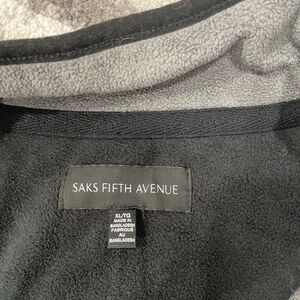 SAKS FIFTH AVENUE
XL/TG
MADE IN
BANGLADESH
FABRIQUÉ
AU
BANGLADESH